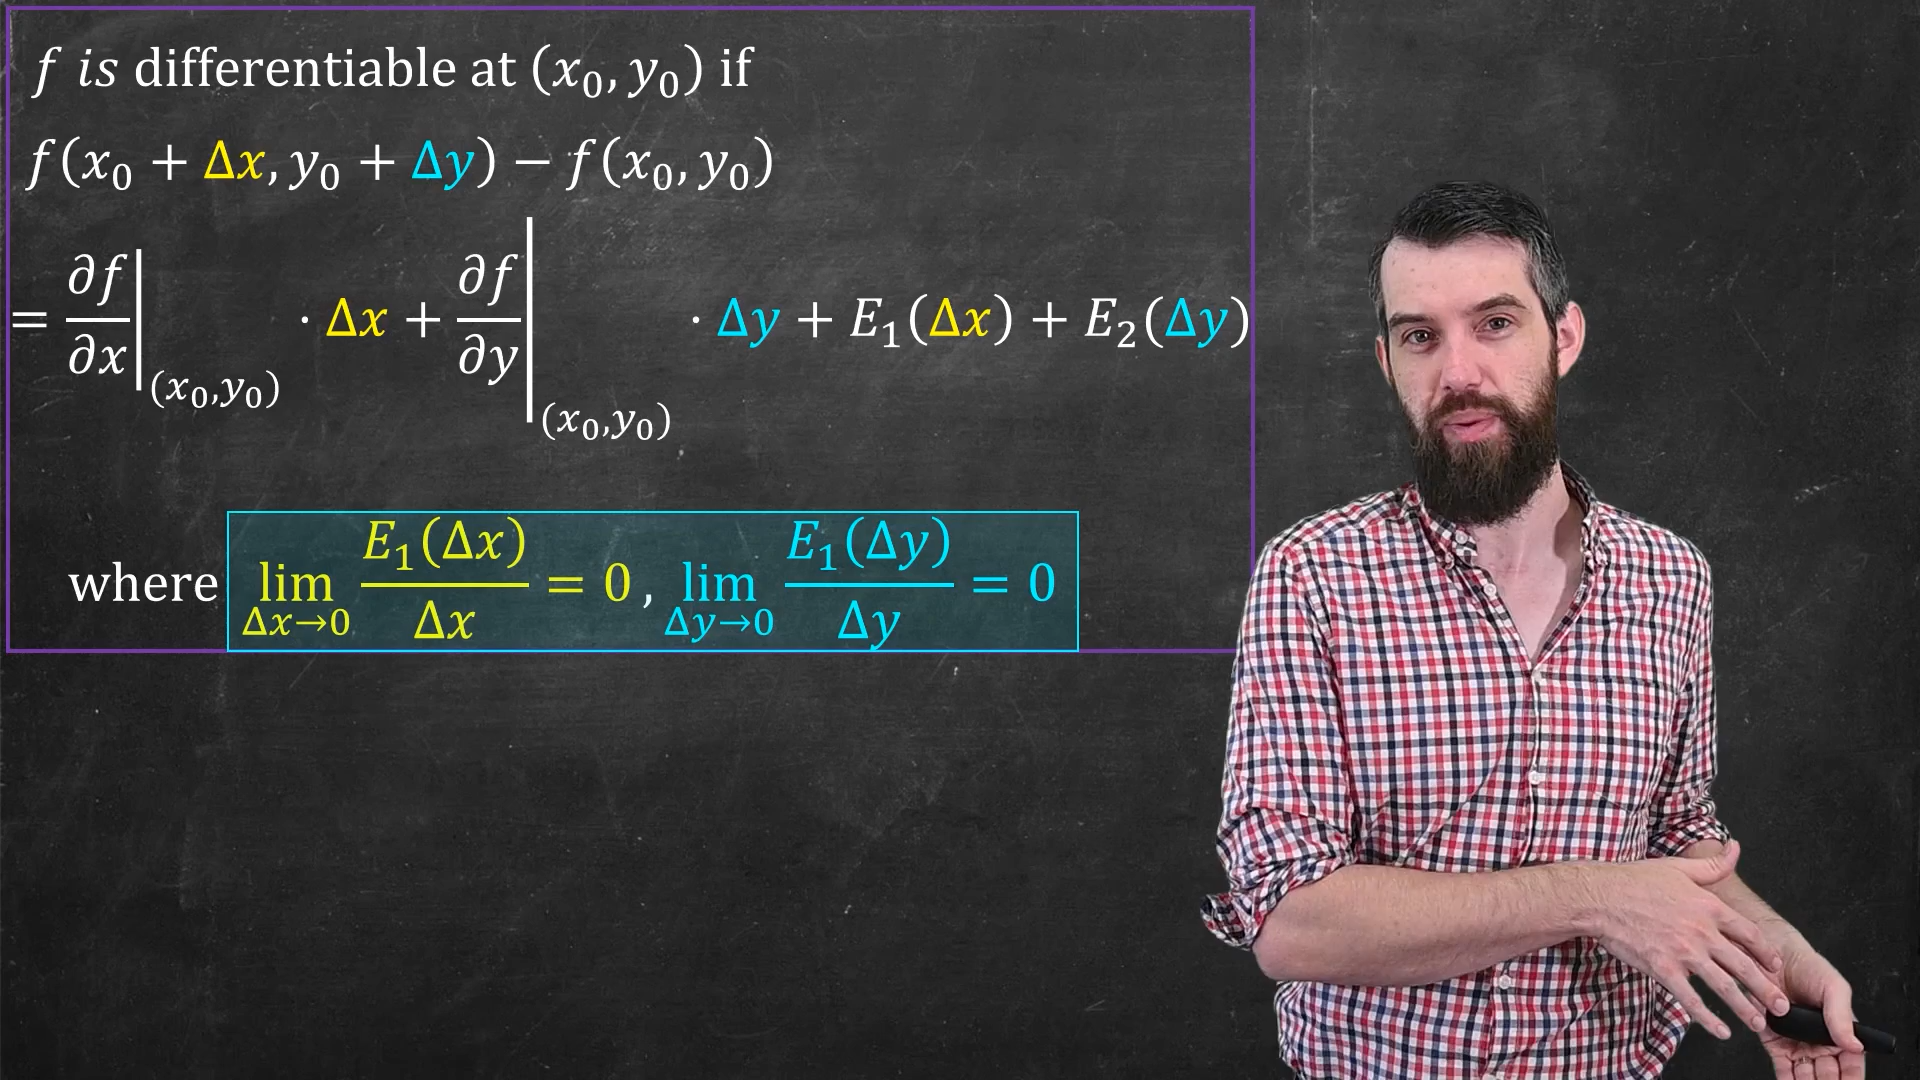 f is differentiable at (x₀, y₀) if
f(x₀ + Δx, y₀ + Δy) − f(x₀, y₀)
= ∂f/∂x|₍ₓ₀,y₀₎ · Δx + ∂f/∂y|₍ₓ₀,y₀₎ · Δy + E₁(Δx) + E₂(Δy)
where lim Δx→0 E₁(Δx)/Δx = 0 , lim Δy→0 E₁(Δy)/Δy = 0